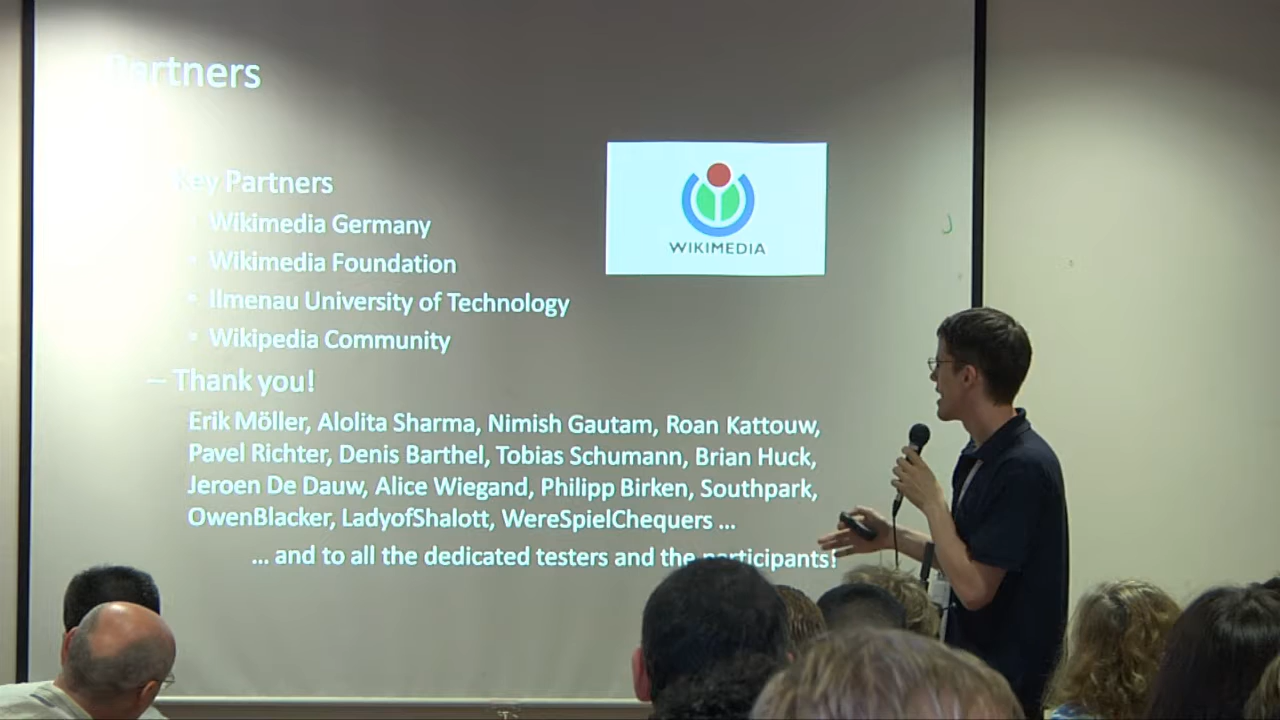 Partners
Key Partners
• Wikimedia Germany
• Wikimedia Foundation
• Ilmenau University of Technology
• Wikipedia Community
WIKIMEDIA
– Thank you!
Erik Möller, Alolita Sharma, Nimish Gautam, Roan Kattouw,
Pavel Richter, Denis Barthel, Tobias Schumann, Brian Huck,
Jeroen De Dauw, Alice Wiegand, Philipp Birken, Southpark,
OwenBlacker, LadyofShalott, WereSpielChequers ...
... and to all the dedicated testers and the participants!